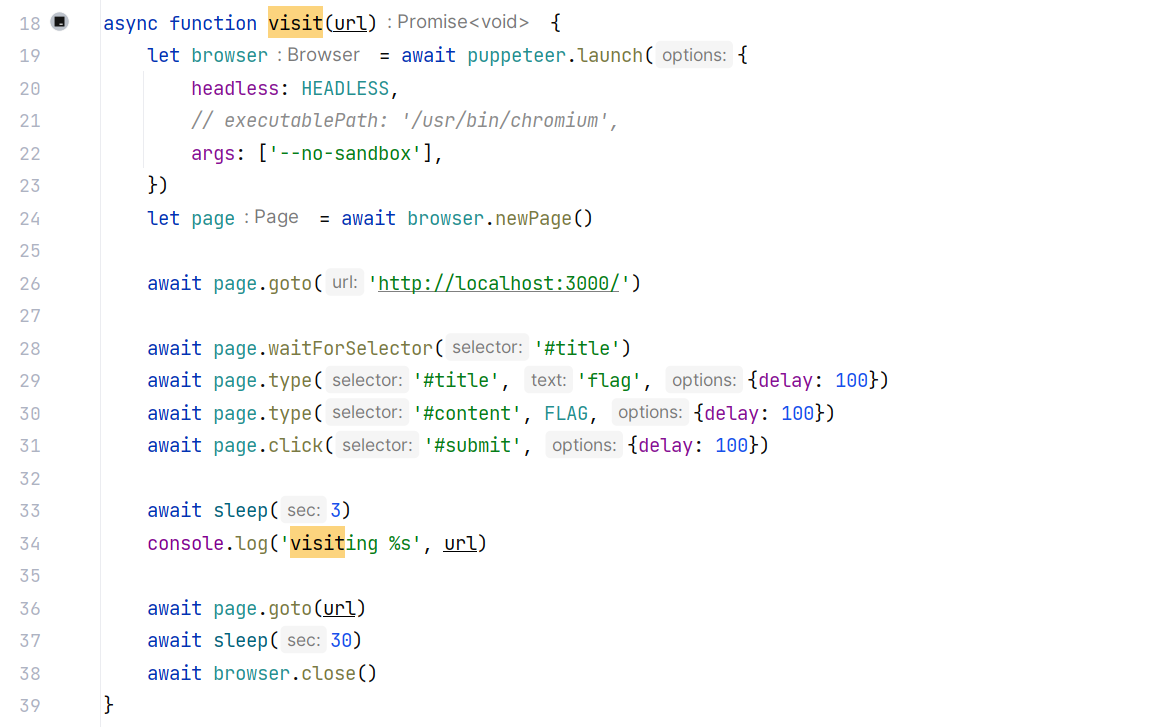 18 async function visit(url) : Promise<void> {
19 let browser : Browser = await puppeteer.launch( options: {
20 headless: HEADLESS,
21 // executablePath: '/usr/bin/chromium',
22 args: ['--no-sandbox'],
23 })
24 let page : Page = await browser.newPage()
25
26 await page.goto( url: 'http://localhost:3000/')
27
28 await page.waitForSelector( selector: '#title')
29 await page.type( selector: '#title', text: 'flag', options: {delay: 100})
30 await page.type( selector: '#content', FLAG, options: {delay: 100})
31 await page.click( selector: '#submit', options: {delay: 100})
32
33 await sleep( sec: 3)
34 console.log('visiting %s', url)
35
36 await page.goto(url)
37 await sleep( sec: 30)
38 await browser.close()
39 }